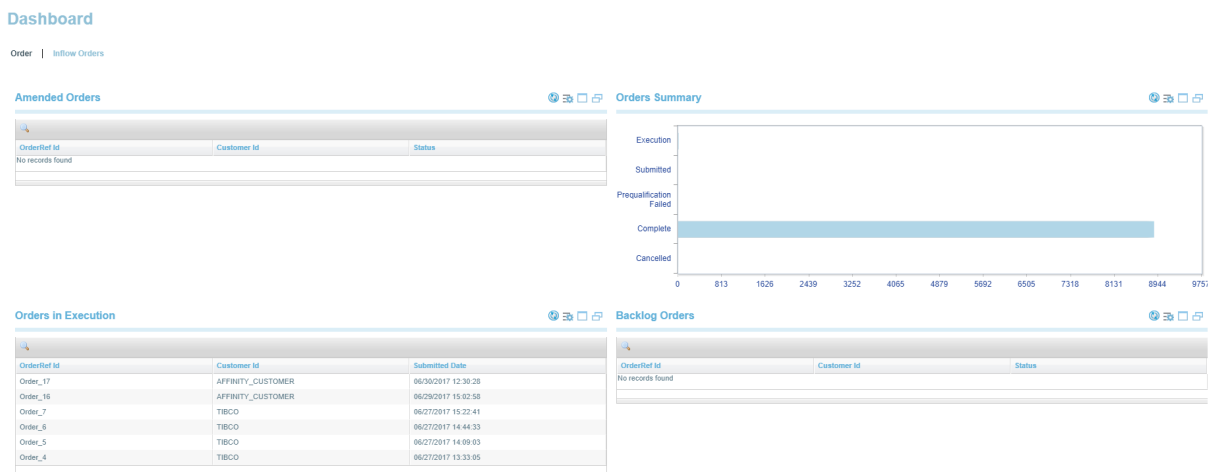 Dashboard
Order | Inflow Orders
Amended Orders
OrderRef Id Customer Id Status
No records found
Orders Summary
Execution
Submitted
Prequalification
Failed
Complete
Cancelled
0 813 1626 2439 3252 4065 4879 5692 6505 7318 8131 8944 9757
Orders in Execution
OrderRef Id Customer Id Submitted Date
Order_17 AFFINITY_CUSTOMER 06/30/2017 12:30:28
Order_16 AFFINITY_CUSTOMER 06/29/2017 15:02:58
Order_7 TIBCO 06/27/2017 15:22:41
Order_6 TIBCO 06/27/2017 14:44:33
Order_5 TIBCO 06/27/2017 14:09:03
Order_4 TIBCO 06/27/2017 13:33:05
Backlog Orders
OrderRef Id Customer Id Status
No records found